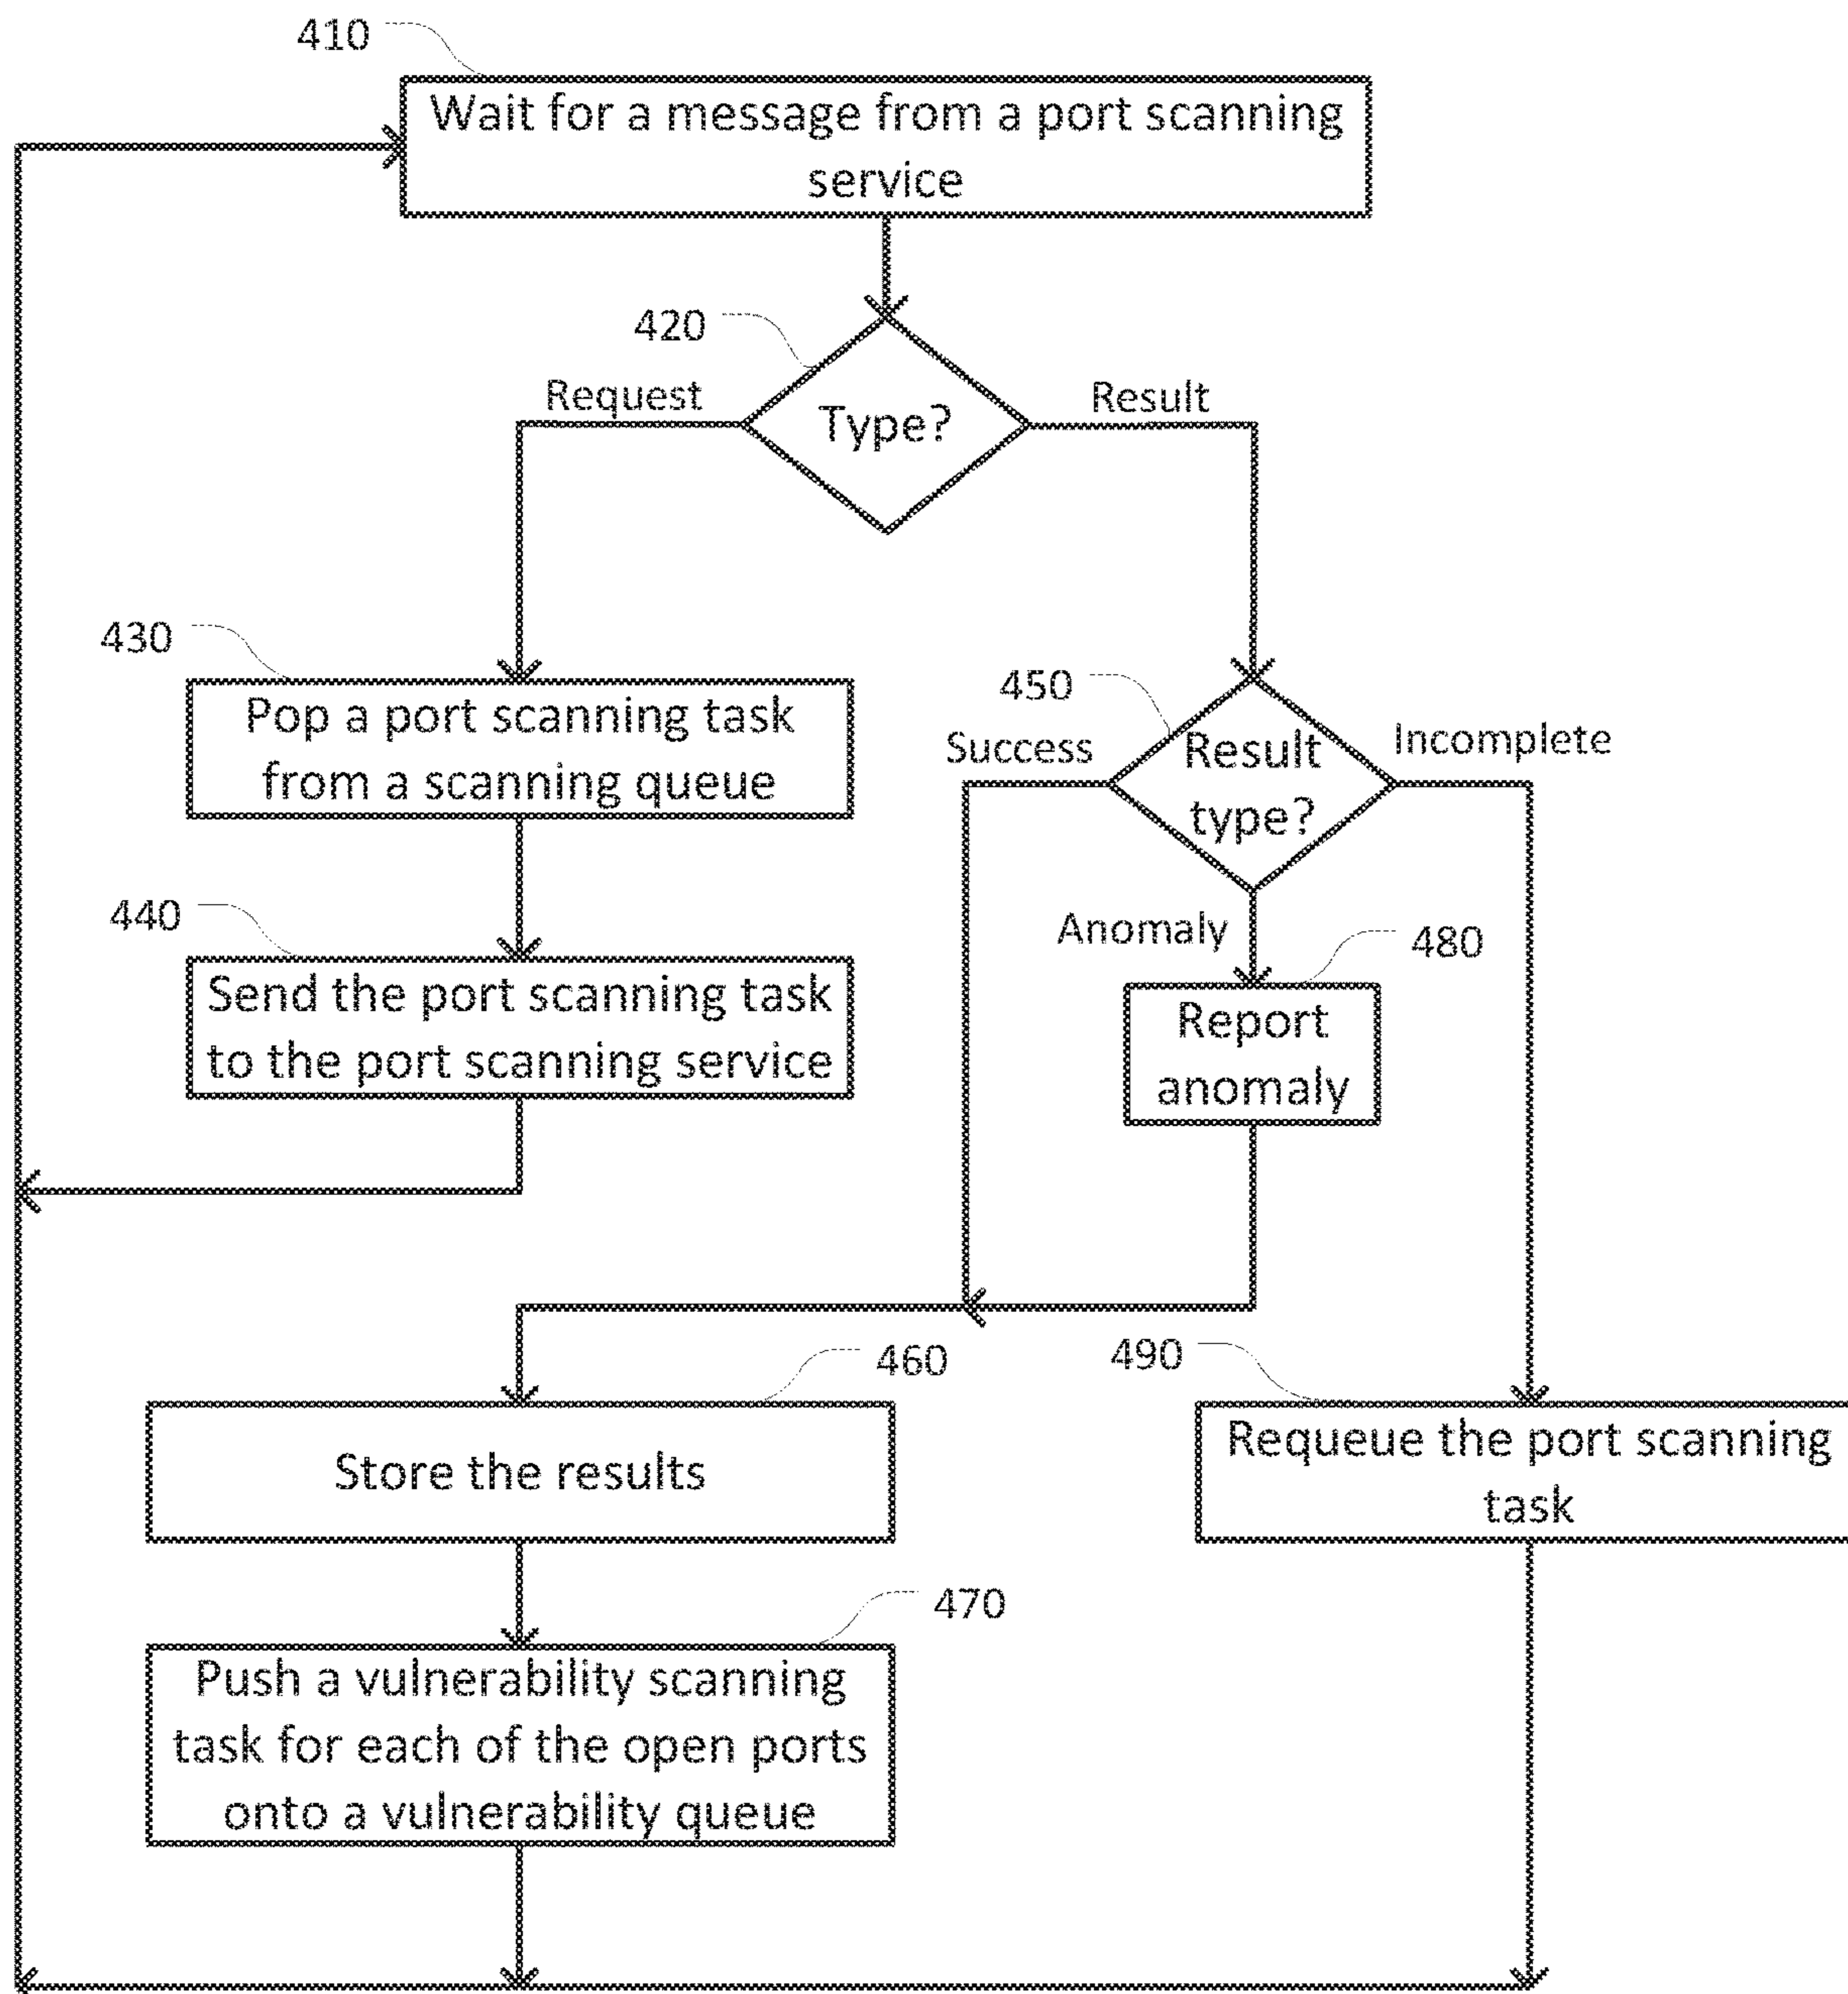 410
Wait for a message from a port scanning
service
420
Request
Type?
Result
430
Pop a port scanning task
from a scanning queue
450
Success
Result
type?
Incomplete
440
Send the port scanning task
to the port scanning service
Anomaly
480
Report
anomaly
460
Store the results
490
Requeue the port scanning
task
470
Push a vulnerability scanning
task for each of the open ports
onto a vulnerability queue